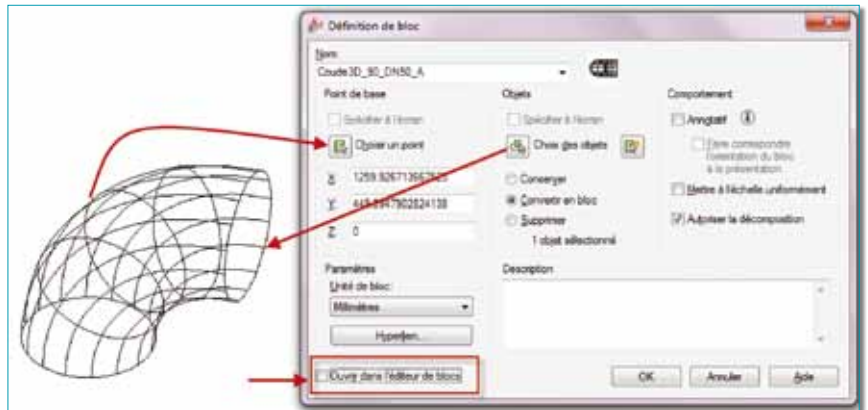 Définition de bloc
Nom:
Coude3D_90_DN50_A
Point de base
Spécifier à l'écran
Choisir un point
X: 1259.926713667
Y:
Z: 0
Objets
Spécifier à l'écran
Choix des objets
Conserver
Convertir en bloc
Supprimer
1 objet sélectionné
Comportement
Annotatif
Faire correspondre
l'orientation du bloc
à la présentation
Mettre à l'échelle uniformément
Autoriser la décomposition
Paramètres
Unité de bloc:
Millimètres
Hyperlien...
Description
Ouvrir dans l'éditeur de blocs
OK
Annuler
Aide